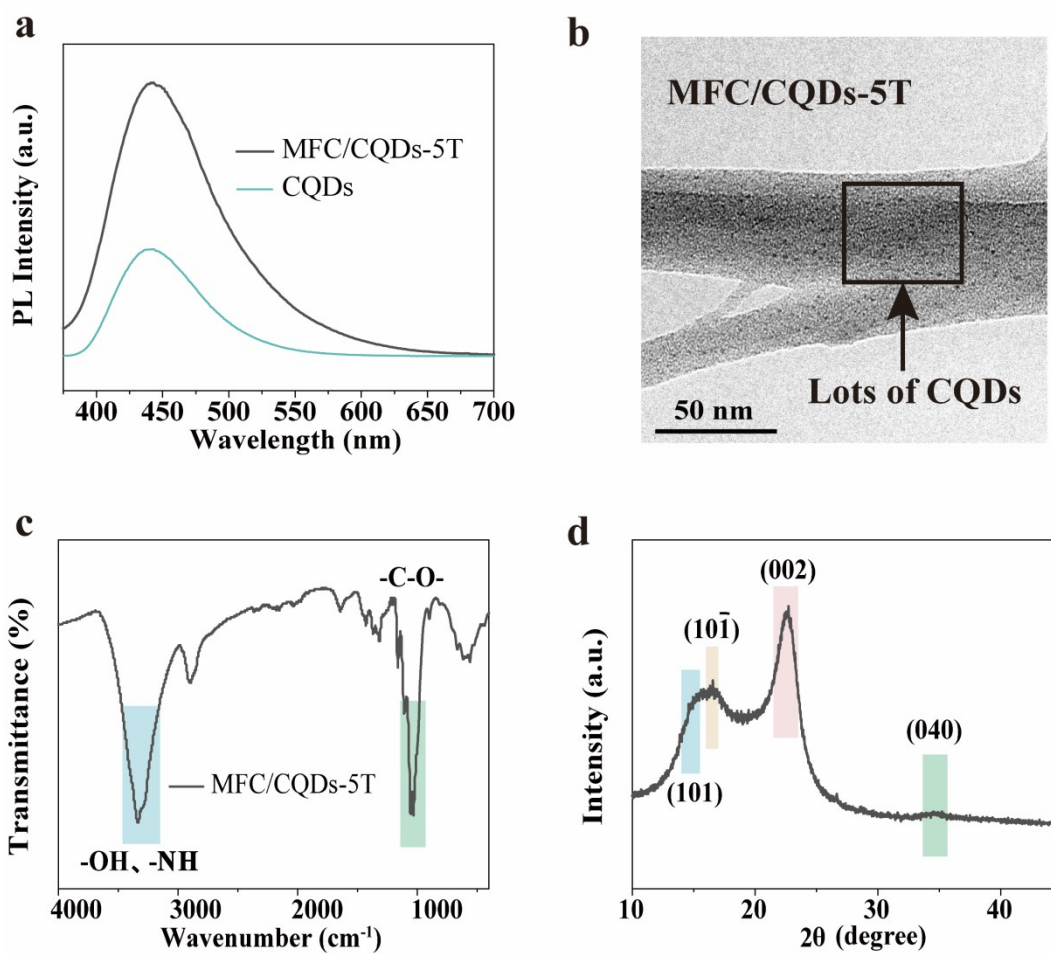 a
PL Intensity (a.u.)
MFC/CQDs-5T
CQDs
400 450 500 550 600 650 700
Wavelength (nm)
b
MFC/CQDs-5T
Lots of CQDs
50 nm
c
Transmittance (%)
-C-O-
MFC/CQDs-5T
-OH、-NH
4000 3000 2000 1000
Wavenumber (cm⁻¹)
d
Intensity (a.u.)
(002)
(101̄)
(040)
(101)
10 20 30 40
2θ (degree)